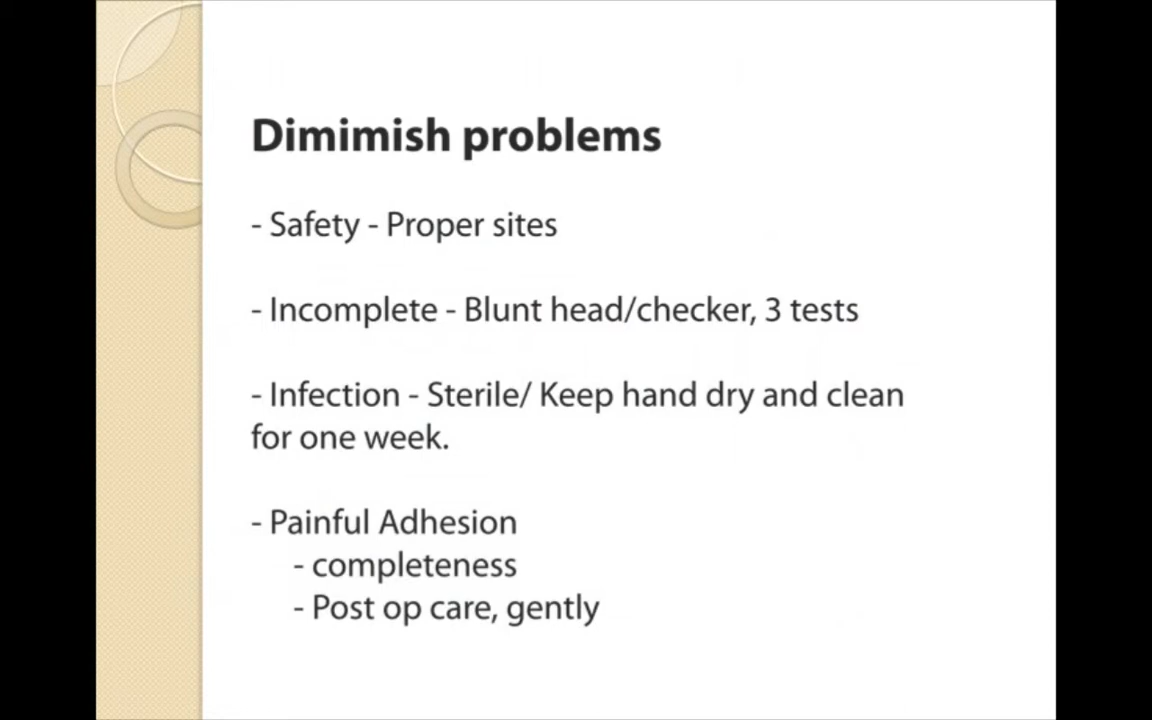 Dimimish problems
- Safety - Proper sites
- Incomplete - Blunt head/checker, 3 tests
- Infection - Sterile/ Keep hand dry and clean
for one week.
- Painful Adhesion
- completeness
- Post op care, gently